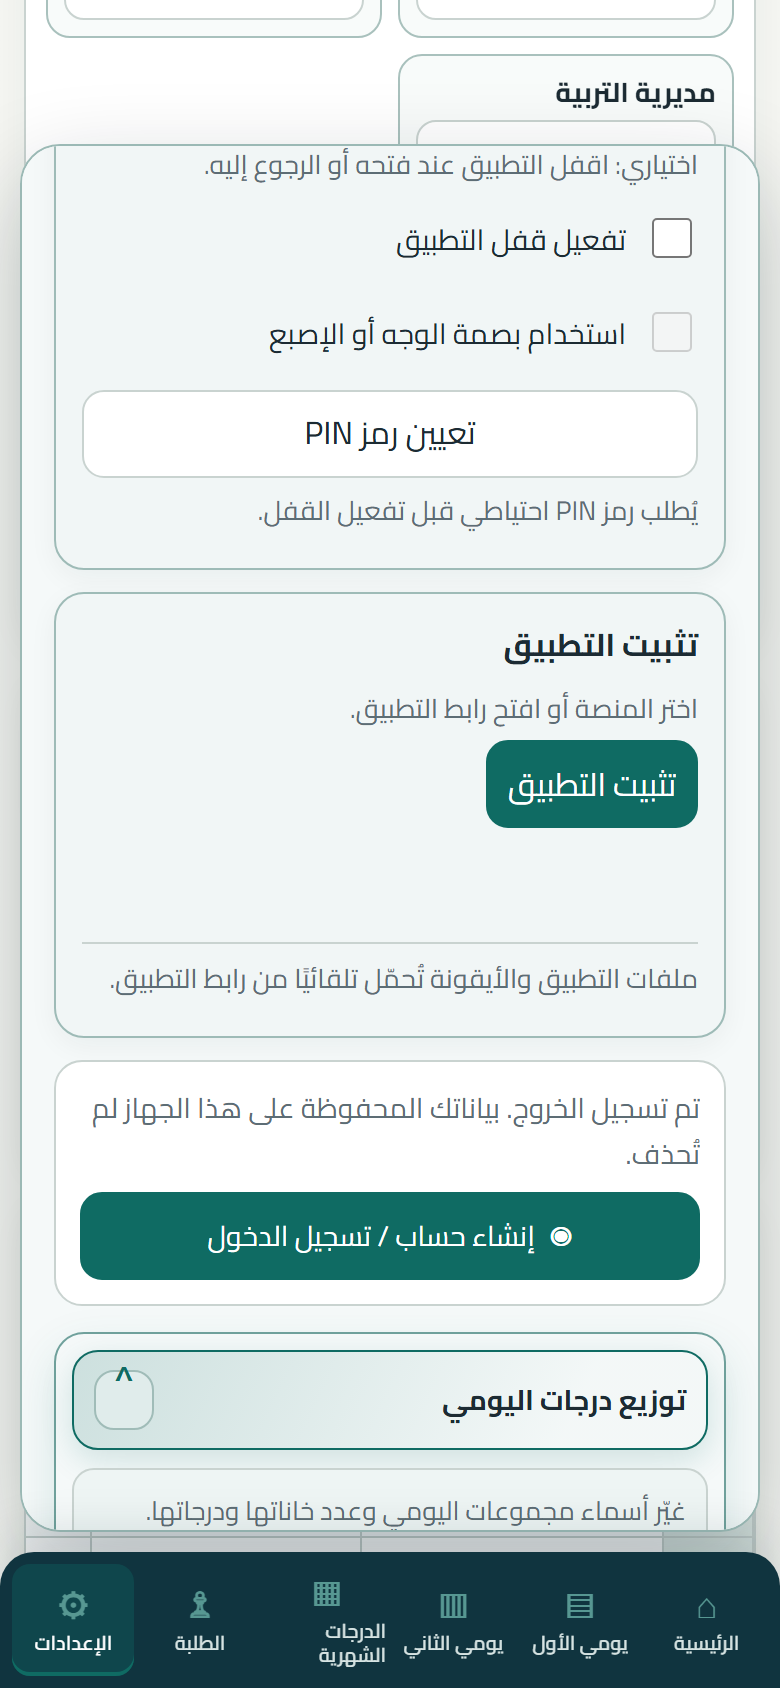 مديرية التربية
اختياري: اقفل التطبيق عند فتحه أو الرجوع إليه.
تفعيل قفل التطبيق
استخدام بصمة الوجه أو الإصبع
تعيين رمز PIN
يُطلب رمز PIN احتياطي قبل تفعيل القفل.
تثبيت التطبيق
اختر المنصة أو افتح رابط التطبيق.
تثبيت التطبيق
ملفات التطبيق والأيقونة تُحمّل تلقائيًا من رابط التطبيق.
تم تسجيل الخروج. بياناتك المحفوظة على هذا الجهاز لم
تُحذف.
إنشاء حساب / تسجيل الدخول
توزيع درجات اليومي
^
غيّر أسماء مجموعات اليومي وعدد خاناتها ودرجاتها.
الرئيسية
يومي الأول
يومي الثاني
الدرجات
الشهرية
الطلبة
الإعدادات